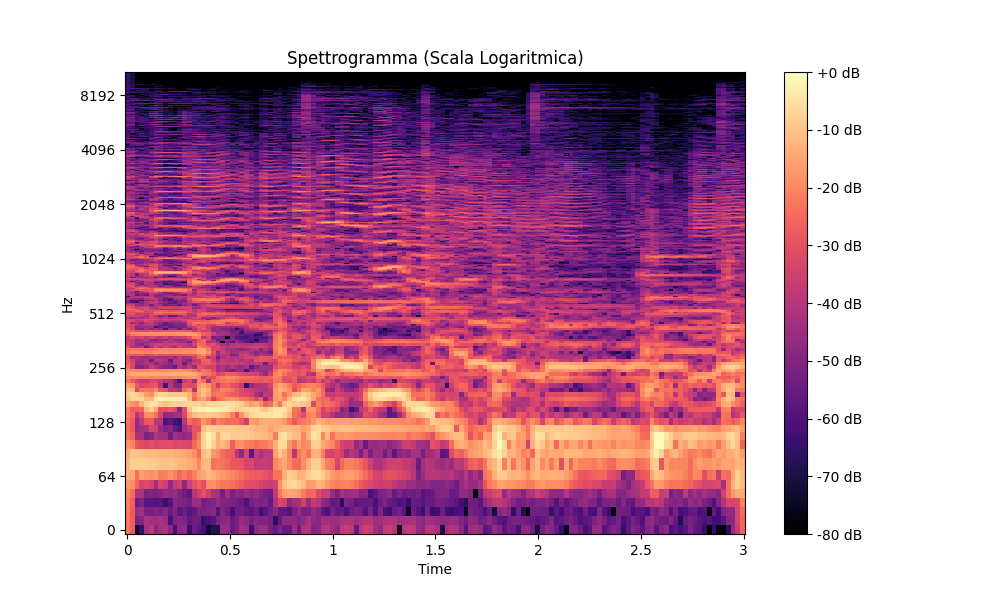 Spettrogramma (Scala Logaritmica)
Hz
8192
4096
2048
1024
512
256
128
64
0
0
0.5
1
1.5
2
2.5
3
Time
+0 dB
-10 dB
-20 dB
-30 dB
-40 dB
-50 dB
-60 dB
-70 dB
-80 dB